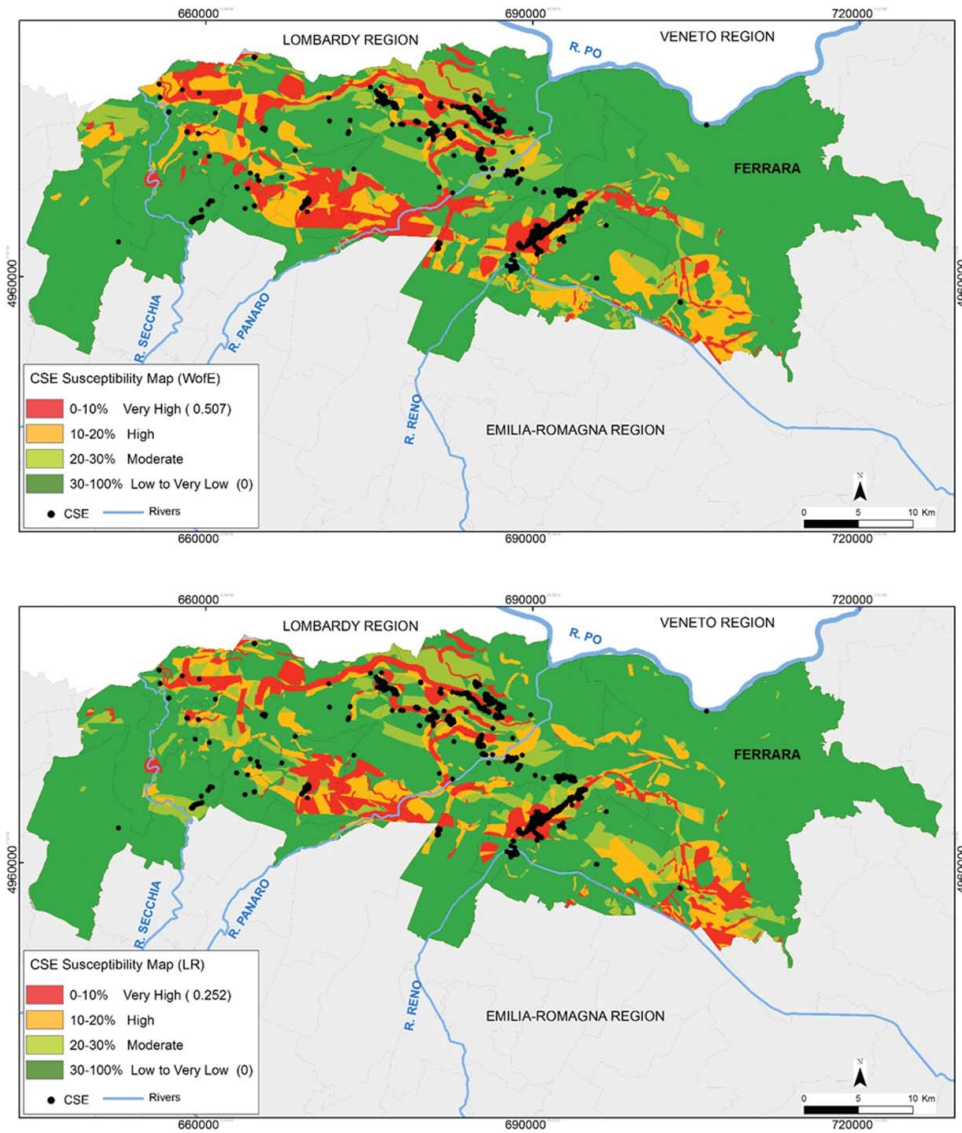 660000
690000
720000
LOMBARDY REGION
VENETO REGION
R. PO
FERRARA
4960000
4960000
R. SECCHIA
R. PANARO
R. RENO
EMILIA-ROMAGNA REGION
CSE Susceptibility Map (WofE)
0-10% Very High ( 0.507)
10-20% High
20-30% Moderate
30-100% Low to Very Low (0)
CSE Rivers
N
0 5 10 Km
660000
690000
720000
660000
690000
720000
LOMBARDY REGION
VENETO REGION
R. PO
FERRARA
4960000
4960000
R. SECCHIA
R. PANARO
R. RENO
EMILIA-ROMAGNA REGION
CSE Susceptibility Map (LR)
0-10% Very High ( 0.252)
10-20% High
20-30% Moderate
30-100% Low to Very Low (0)
CSE Rivers
N
0 5 10 Km
660000
690000
720000